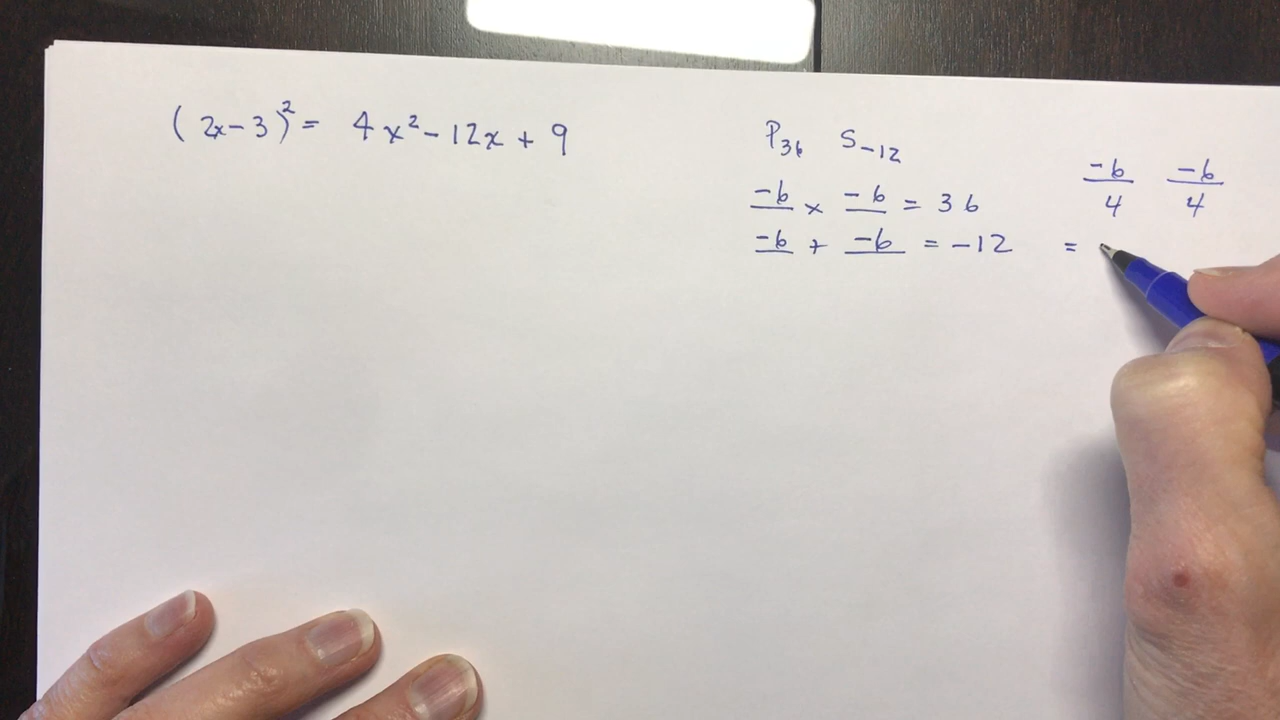 (2x-3)² = 4x² - 12x + 9
P36 S-12
-6 × -6 = 36
-6 + -6 = -12
-6/4 -6/4
=